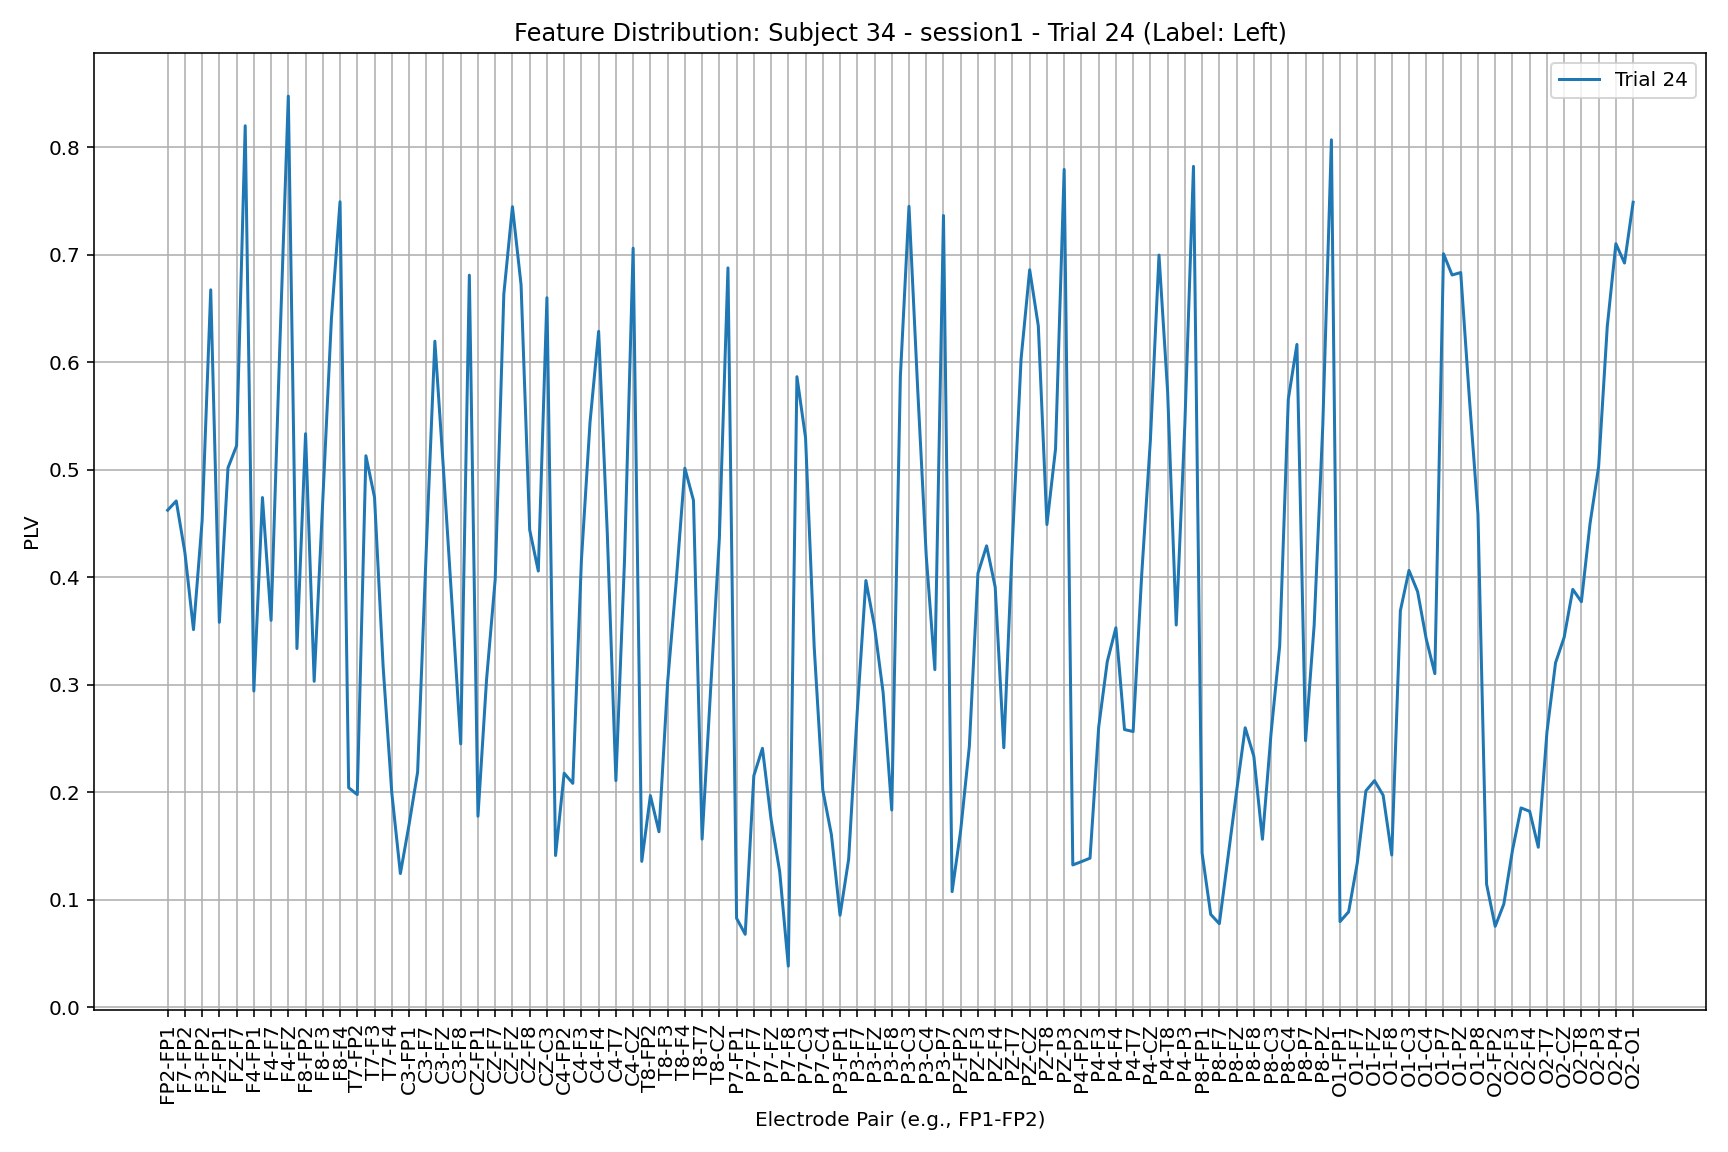 Feature Distribution: Subject 34 - session1 - Trial 24 (Label: Left)
Trial 24
PLV
0.8
0.7
0.6
0.5
0.4
0.3
0.2
0.1
0.0
FP2-FP1
F7-FP2
F3-FP2
FZ-FP1
FZ-F7
F4-FP1
F4-F7
F4-FZ
F8-FP2
F8-F3
F8-F4
T7-FP2
T7-F3
T7-F4
C3-FP1
C3-F7
C3-FZ
C3-F8
CZ-FP1
CZ-F7
CZ-FZ
CZ-F8
CZ-C3
C4-FP2
C4-F3
C4-F4
C4-T7
C4-CZ
T8-FP2
T8-F3
T8-F4
T8-T7
T8-CZ
P7-FP1
P7-F7
P7-FZ
P7-F8
P7-C3
P7-C4
P3-FP1
P3-F7
P3-FZ
P3-F8
P3-C3
P3-C4
P3-P7
PZ-FP2
PZ-F3
PZ-F4
PZ-T7
PZ-CZ
PZ-T8
PZ-P3
P4-FP2
P4-F3
P4-F4
P4-T7
P4-CZ
P4-T8
P4-P3
P8-FP1
P8-F7
P8-FZ
P8-F8
P8-C3
P8-C4
P8-P7
P8-PZ
O1-FP1
O1-F7
O1-FZ
O1-F8
O1-C3
O1-C4
O1-P7
O1-PZ
O1-P8
O2-FP2
O2-F3
O2-F4
O2-T7
O2-CZ
O2-T8
O2-P3
O2-P4
O2-O1
Electrode Pair (e.g., FP1-FP2)